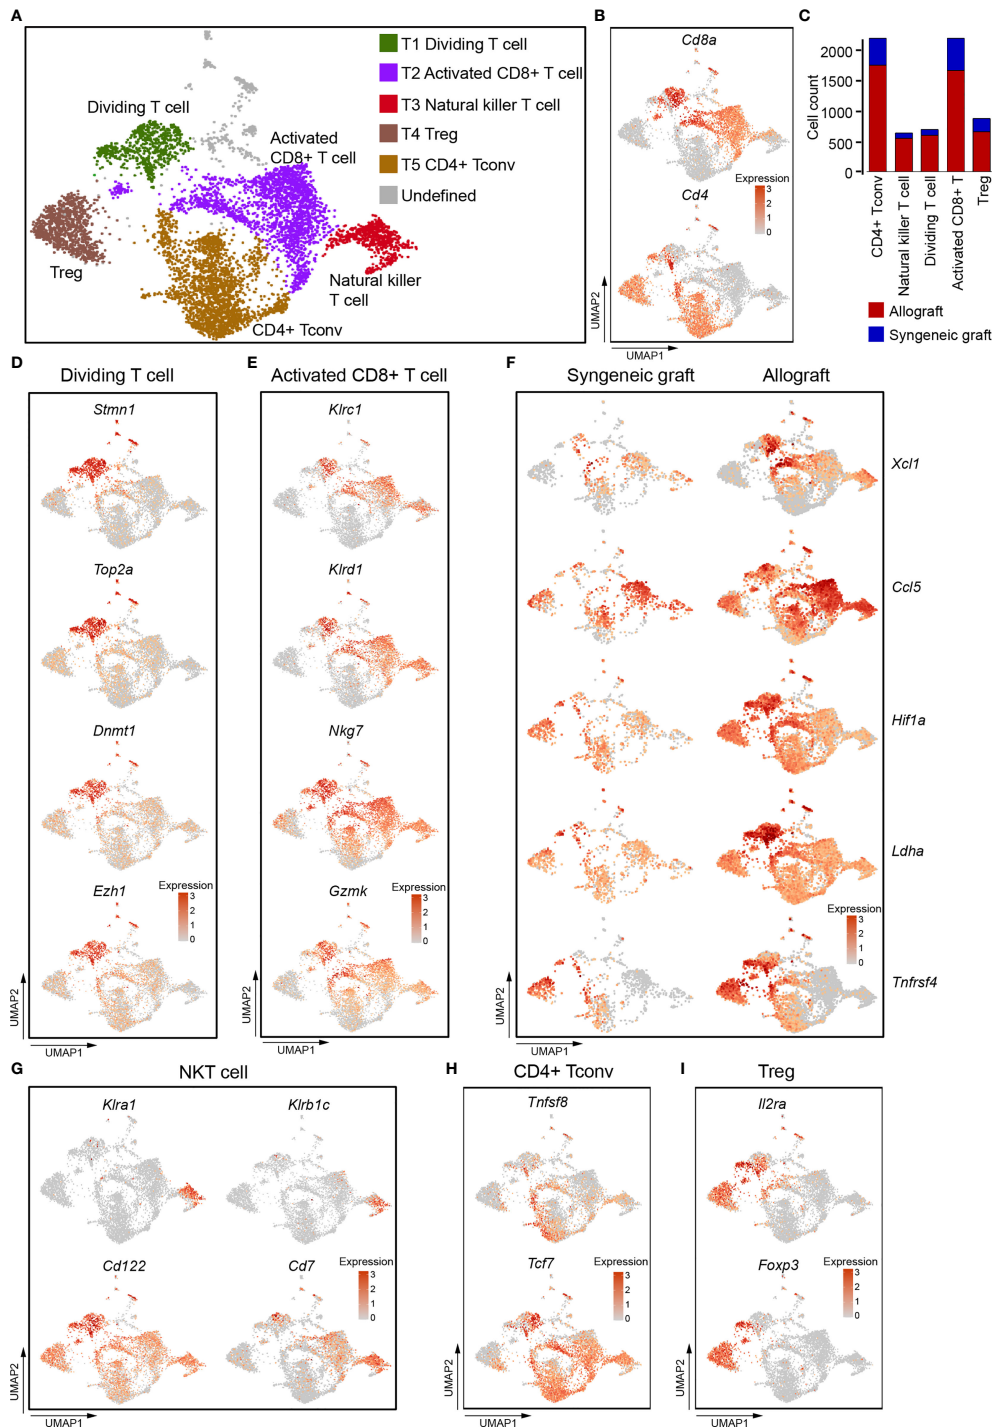 A
T1 Dividing T cell
T2 Activated CD8+ T cell
T3 Natural killer T cell
T4 Treg
T5 CD4+ Tconv
Undefined
Dividing T cell
Activated
CD8+ T cell
Treg
Natural killer
T cell
CD4+ Tconv
B
Cd8a
Expression
3
2
1
0
Cd4
UMAP2
UMAP1
C
Cell count
2000
1500
1000
500
0
CD4+ Tconv
Natural killer T cell
Dividing T cell
Activated CD8+ T
Treg
Allograft
Syngeneic graft
D
Dividing T cell
Stmn1
Top2a
Dnmt1
Ezh1
Expression
3
2
1
0
UMAP2
UMAP1
E
Activated CD8+ T cell
Klrc1
Klrd1
Nkg7
Gzmk
Expression
3
2
1
0
UMAP2
UMAP1
F
Syngeneic graft
Allograft
Xcl1
Ccl5
Hif1a
Ldha
Expression
3
2
1
0
Tnfrsf4
UMAP2
UMAP1
G
NKT cell
Klra1
Klrb1c
Cd122
Cd7
Expression
3
2
1
0
UMAP2
UMAP1
H
CD4+ Tconv
Tnfsf8
Tcf7
Expression
3
2
1
0
UMAP2
UMAP1
I
Treg
Il2ra
Foxp3
Expression
3
2
1
0
UMAP2
UMAP1